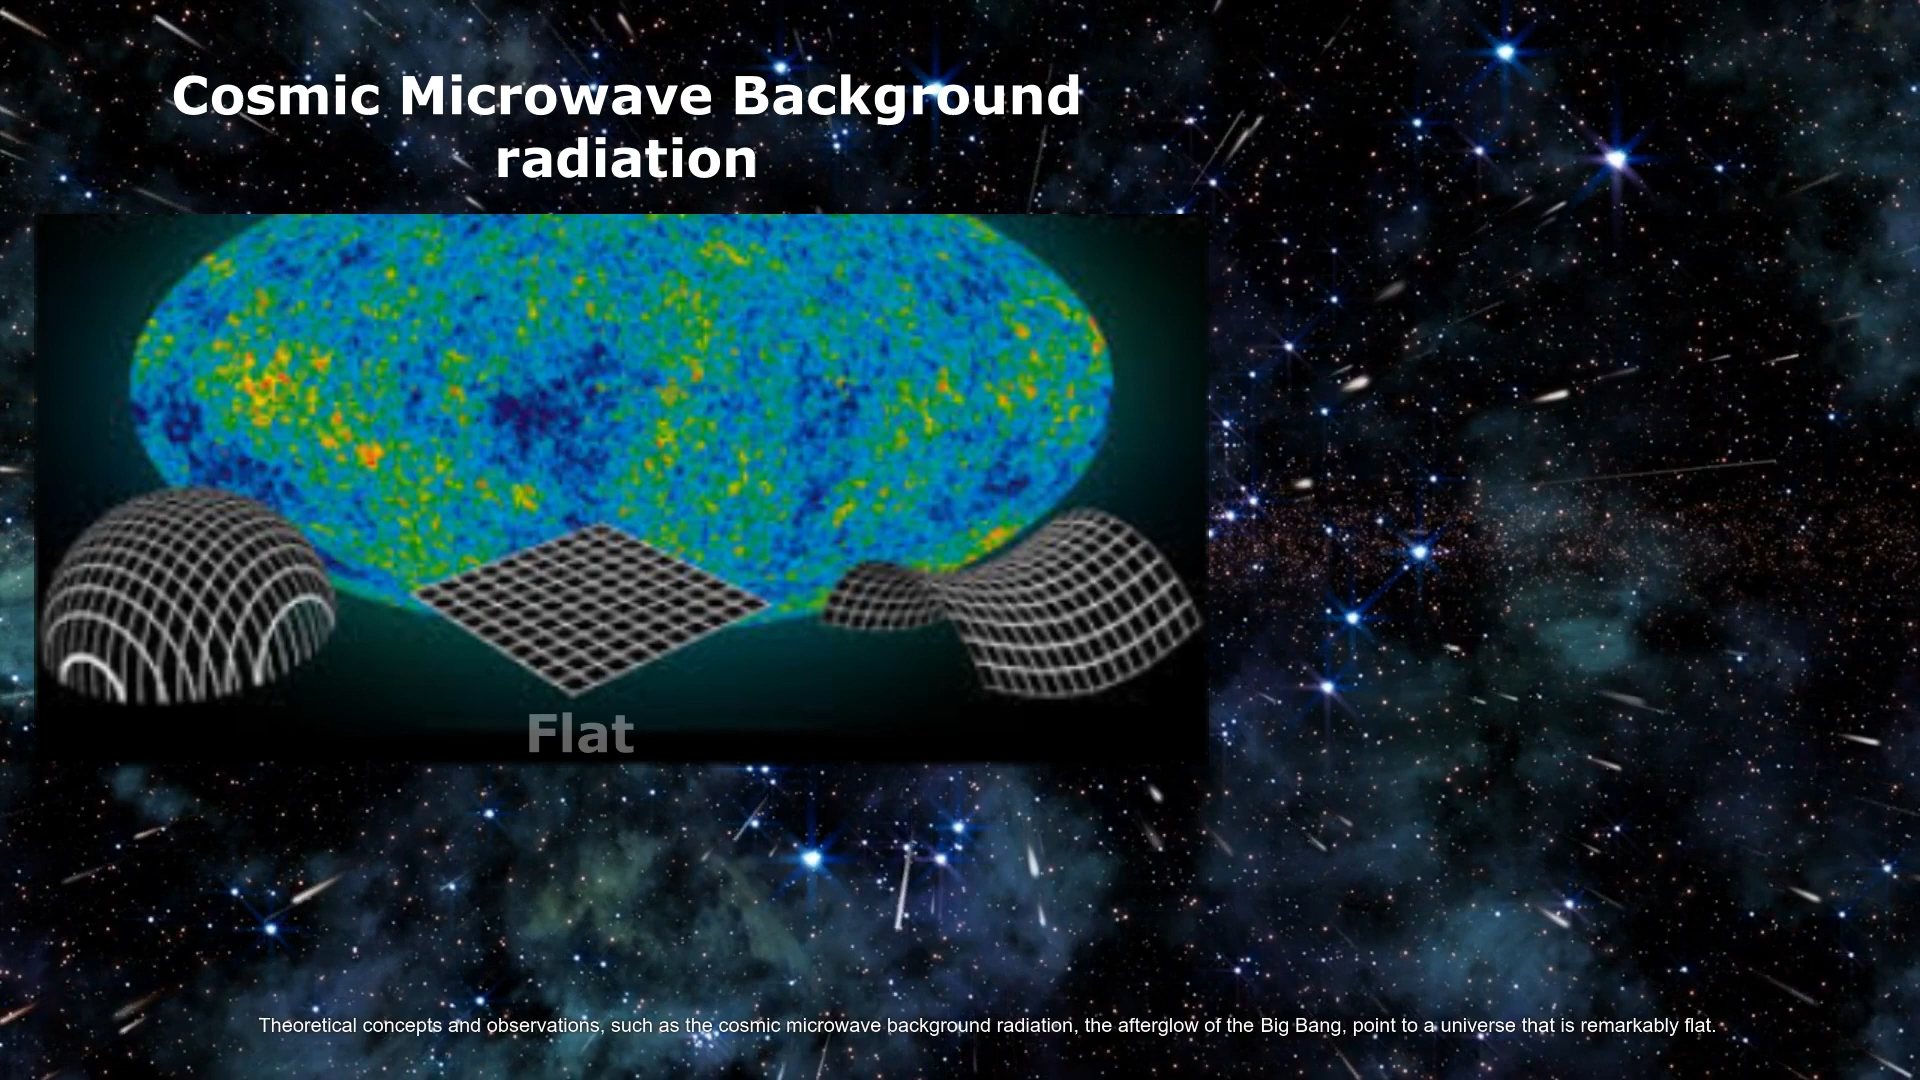 Cosmic Microwave Background
radiation
Flat
Theoretical concepts and observations, such as the cosmic microwave background radiation, the afterglow of the Big Bang, point to a universe that is remarkably flat.